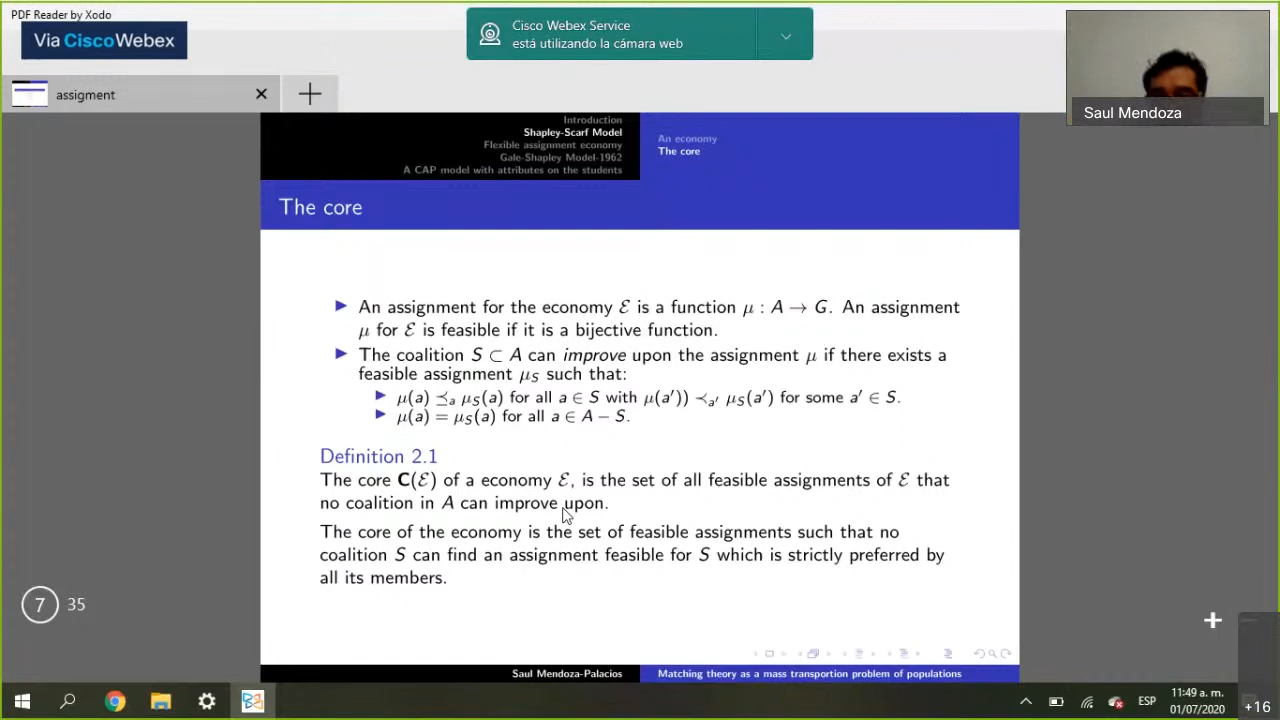 PDF Reader by Xodo
Via CiscoWebex
Cisco Webex Service
está utilizando la cámara web
Saul Mendoza
assigment
Introduction
Shapley-Scarf Model
Flexible assignment economy
Gale-Shapley Model-1962
A CAP model with attributes on the students
An economy
The core
The core
▶ An assignment for the economy ℰ is a function μ : A → G. An assignment
μ for ℰ is feasible if it is a bijective function.
▶ The coalition S ⊂ A can improve upon the assignment μ if there exists a
feasible assignment μ_S such that:
▶ μ(a) ⪯_a μ_S(a) for all a ∈ S with μ(a′)) ≺_a′ μ_S(a′) for some a′ ∈ S.
▶ μ(a) = μ_S(a) for all a ∈ A − S.
Definition 2.1
The core C(ℰ) of a economy ℰ, is the set of all feasible assignments of ℰ that
no coalition in A can improve upon.
The core of the economy is the set of feasible assignments such that no
coalition S can find an assignment feasible for S which is strictly preferred by
all its members.
7 35
Saul Mendoza-Palacios
Matching theory as a mass transportion problem of populations
ESP
11:49 a. m.
01/07/2020
+16